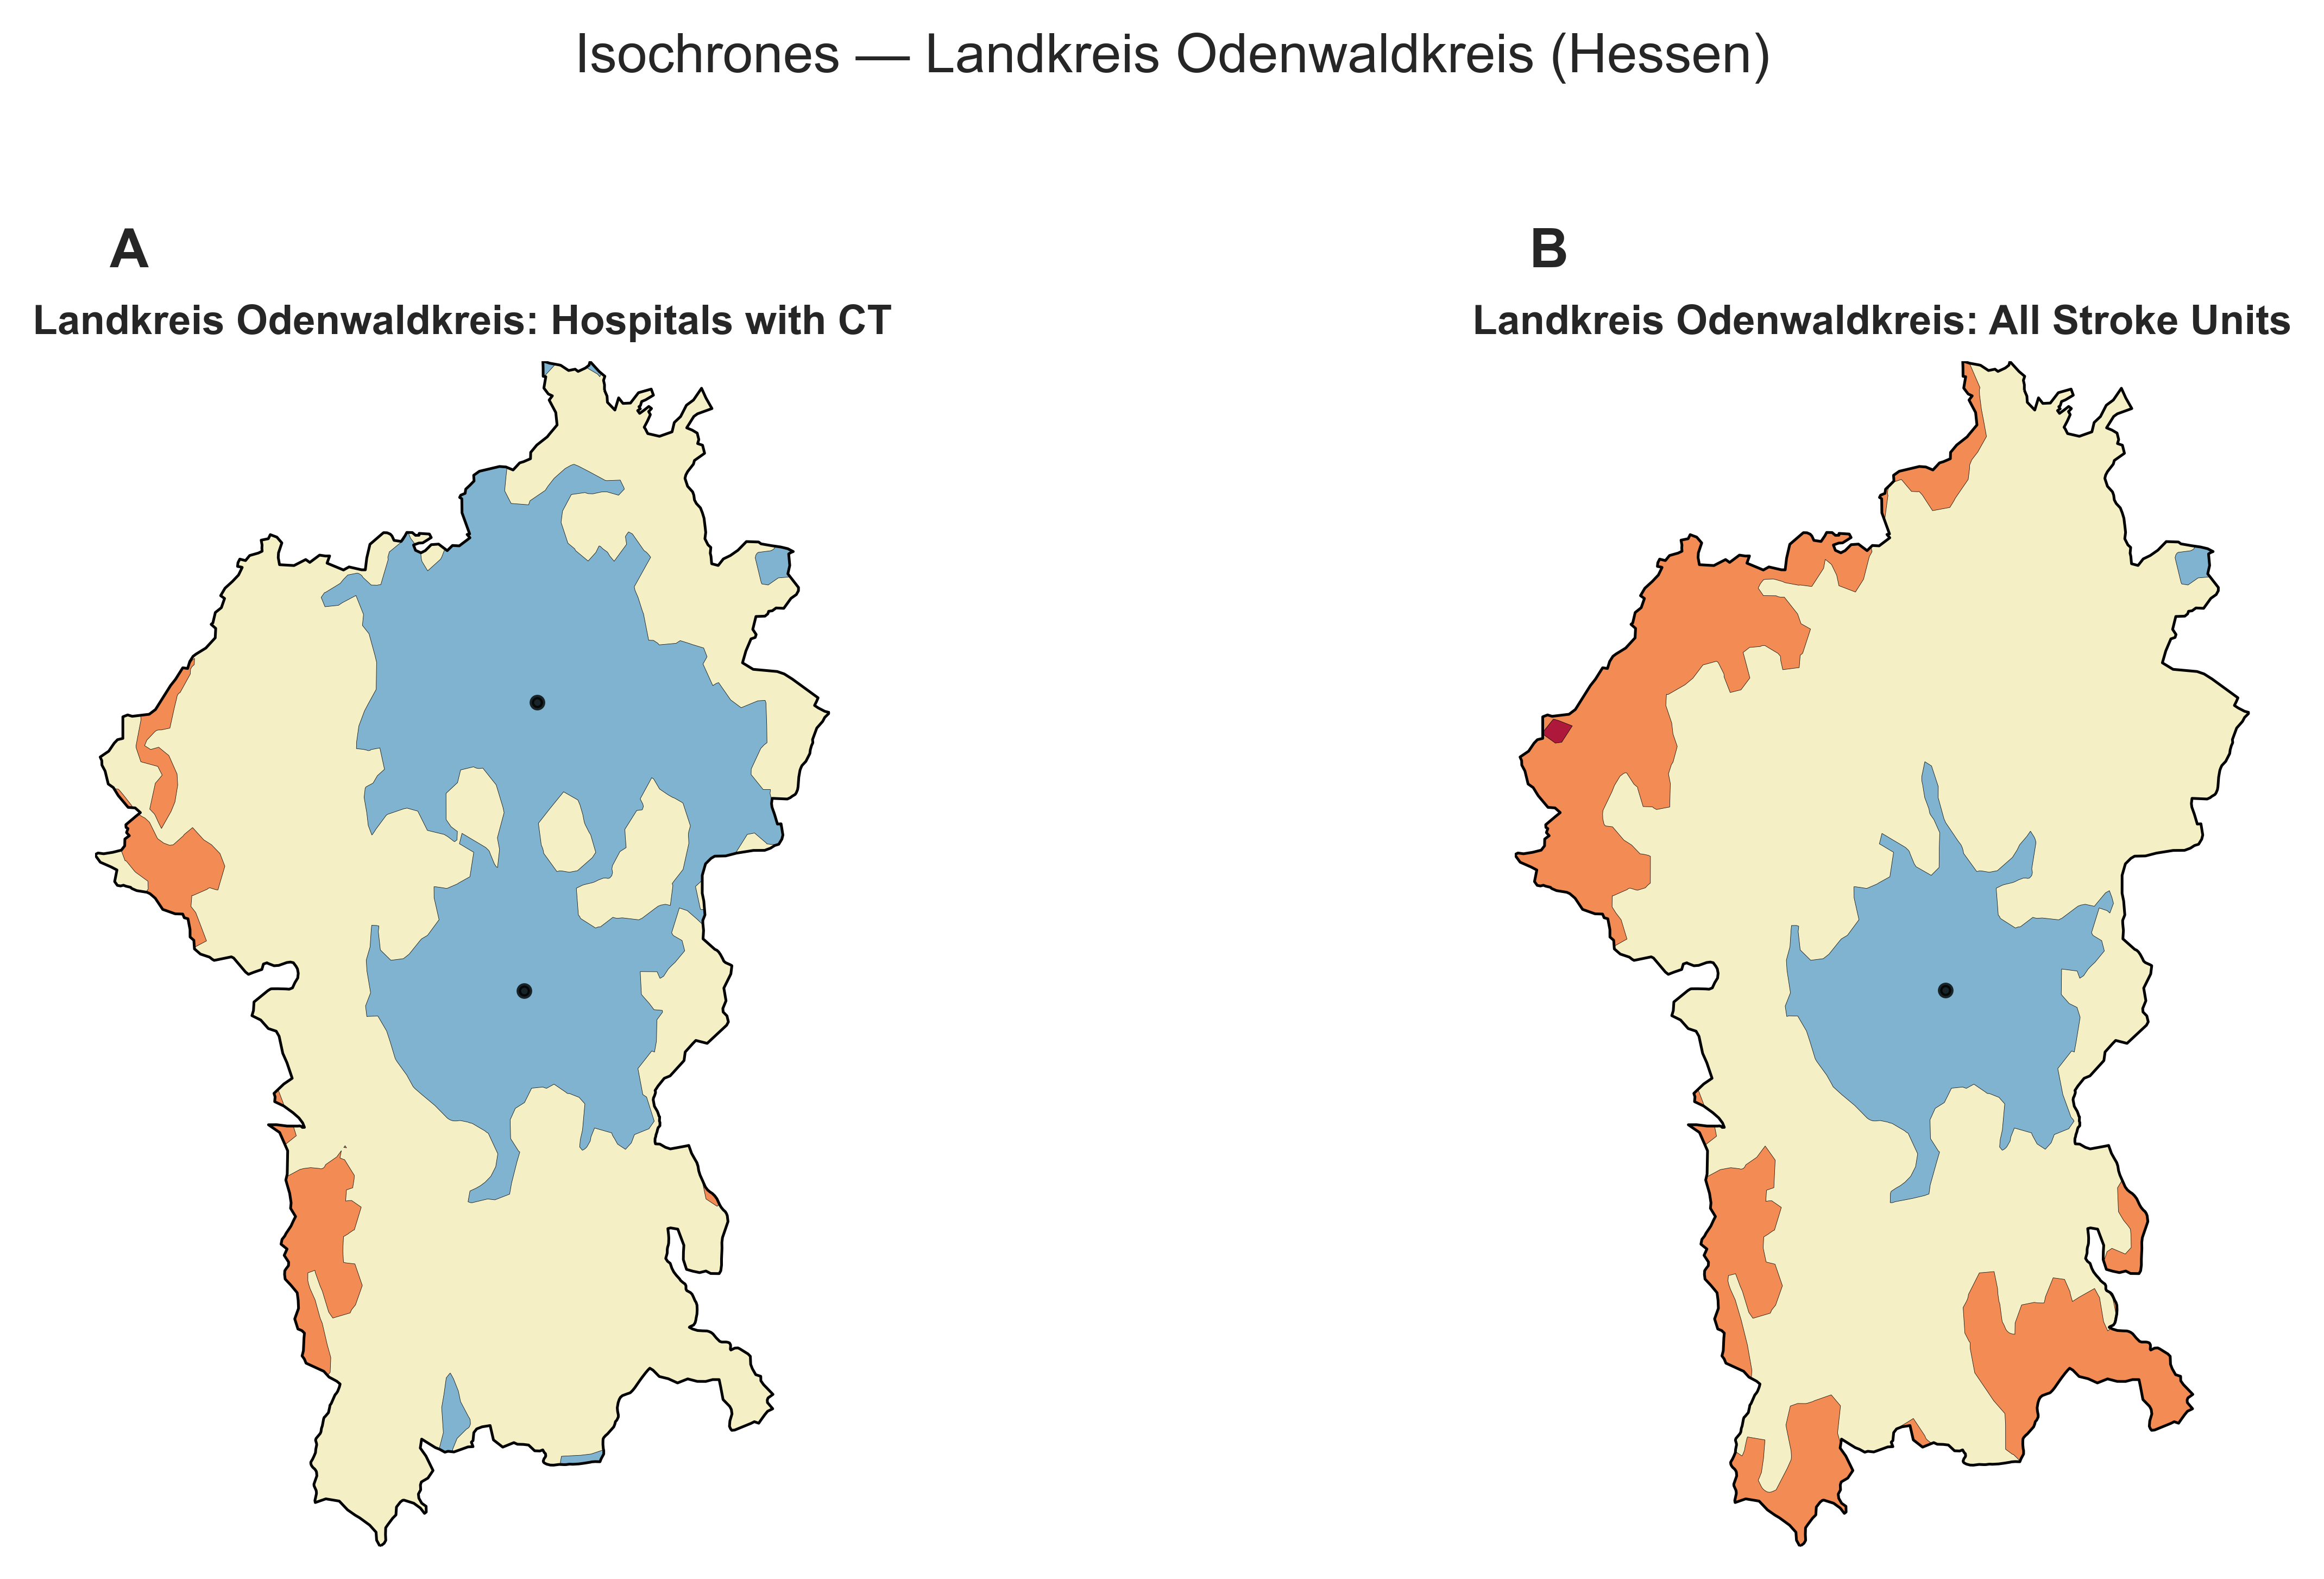 Isochrones — Landkreis Odenwaldkreis (Hessen)
A
Landkreis Odenwaldkreis: Hospitals with CT
B
Landkreis Odenwaldkreis: All Stroke Units